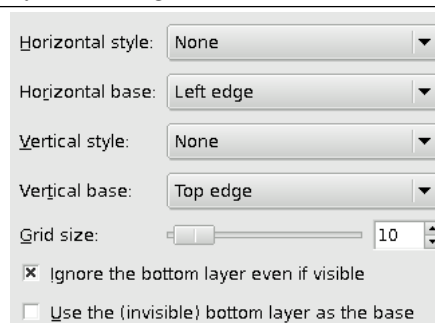 Horizontal style: None
Horizontal base: Left edge
Vertical style: None
Vertical base: Top edge
Grid size: 10
Ignore the bottom layer even if visible
Use the (invisible) bottom layer as the base